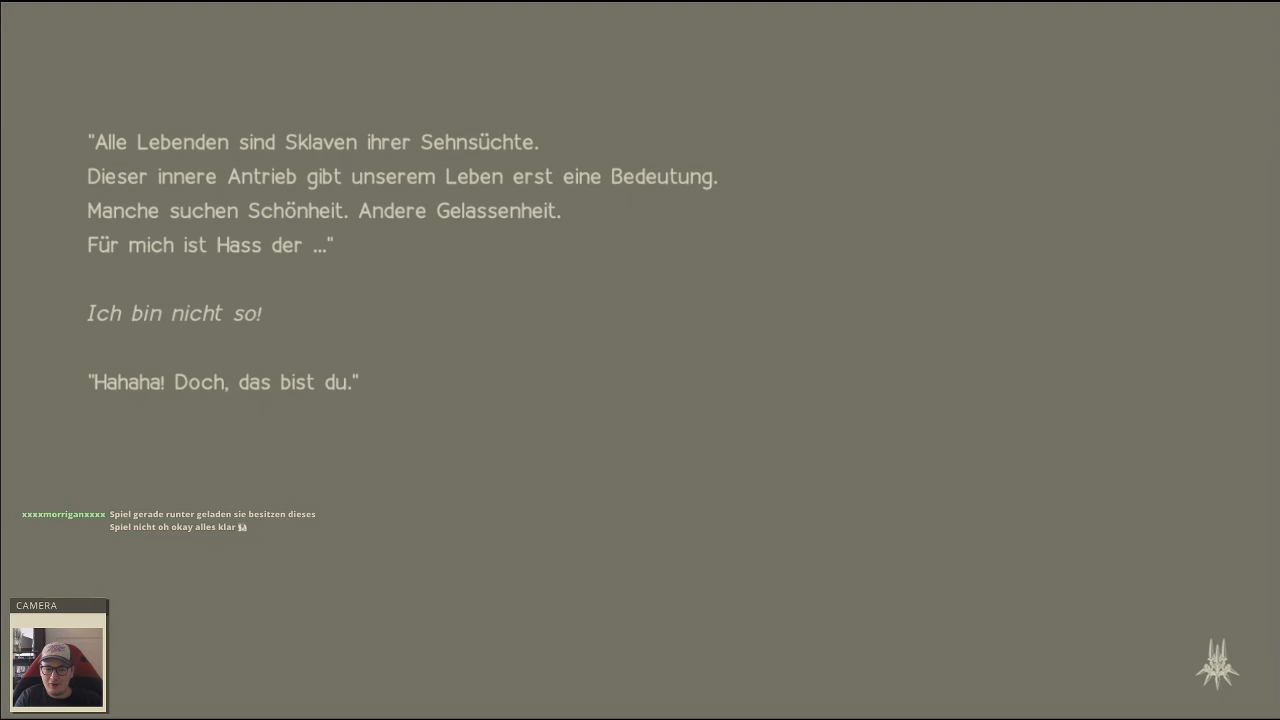 "Alle Lebenden sind Sklaven ihrer Sehnsüchte.
Dieser innere Antrieb gibt unserem Leben erst eine Bedeutung.
Manche suchen Schönheit. Andere Gelassenheit.
Für mich ist Hass der ..."
Ich bin nicht so!
"Hahaha! Doch, das bist du."
xxxxmorriganxxxx Spiel gerade runter geladen sie besitzen dieses
Spiel nicht oh okay alles klar
CAMERA